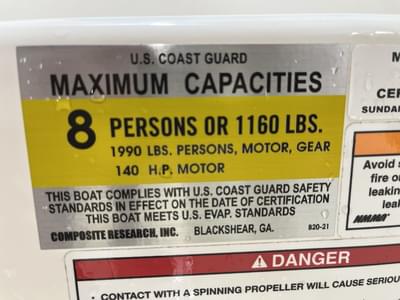 U.S. COAST GUARD
MAXIMUM CAPACITIES
8 PERSONS OR 1160 LBS.
1990 LBS. PERSONS, MOTOR, GEAR
140 H.P. MOTOR
THIS BOAT COMPLIES WITH U.S. COAST GUARD SAFETY
STANDARDS IN EFFECT ON THE DATE OF CERTIFICATION
THIS BOAT MEETS U.S. EVAP. STANDARDS
COMPOSITE RESEARCH, INC. BLACKSHEAR, GA. 820-21
M
CER
SUNDA
Avoid s
fire o
leakin
leak
NMMA
DANGER
• CONTACT WITH A SPINNING PROPELLER WILL CAUSE SERIOU